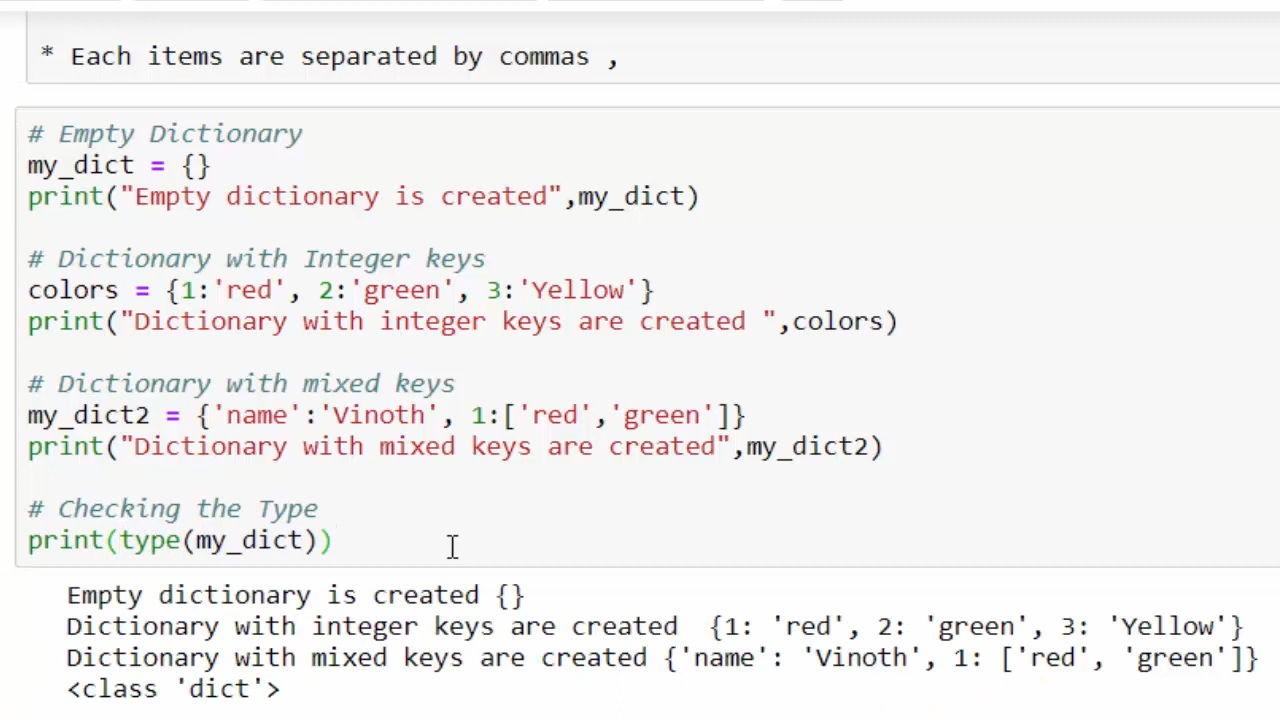 * Each items are separated by commas ,
# Empty Dictionary
my_dict = {}
print("Empty dictionary is created",my_dict)
# Dictionary with Integer keys
colors = {1:'red', 2:'green', 3:'Yellow'}
print("Dictionary with integer keys are created ",colors)
# Dictionary with mixed keys
my_dict2 = {'name':'Vinoth', 1:['red','green']}
print("Dictionary with mixed keys are created",my_dict2)
# Checking the Type
print(type(my_dict))
Empty dictionary is created {}
Dictionary with integer keys are created  {1: 'red', 2: 'green', 3: 'Yellow'}
Dictionary with mixed keys are created {'name': 'Vinoth', 1: ['red', 'green']}
<class 'dict'>